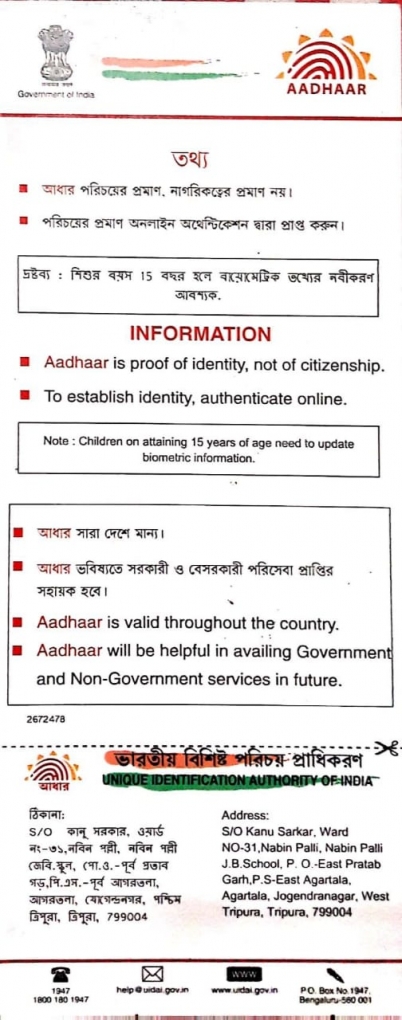 Government of India
AADHAAR
তথ্য
আধার পরিচয়ের প্রমাণ, নাগরিকত্বের প্রমাণ নয়।
পরিচয়ের প্রমাণ অনলাইন অথেন্টিকেশন দ্বারা প্রাপ্ত করুন।
দ্রষ্টব্য : শিশুর বয়স 15 বছর হলে বায়োমেট্রিক তথ্যের নবীকরণ
আবশ্যক.
INFORMATION
Aadhaar is proof of identity, not of citizenship.
To establish identity, authenticate online.
Note : Children on attaining 15 years of age need to update
biometric information.
আধার সারা দেশে মান্য।
আধার ভবিষ্যতে সরকারী ও বেসরকারী পরিসেবা প্রাপ্তির
সহায়ক হবে।
Aadhaar is valid throughout the country.
Aadhaar will be helpful in availing Government
and Non-Government services in future.
2672478
ভারতীয় বিশিষ্ট পরিচয় প্রাধিকরণ
UNIQUE IDENTIFICATION AUTHORITY OF INDIA
আধার
ঠিকানা:
S/O কানু সরকার, ওয়ার্ড
নং-৩১,নবিন পল্লী, নবিন পল্লী
জেবি.স্কুল, পো.ও.-পূর্ব প্রতাব
গড়,পি.এস.-পূর্ব আগরতলা,
আগরতলা, যোগেন্দ্রনগর, পশ্চিম
ত্রিপুরা, ত্রিপুরা, 799004
Address:
S/O Kanu Sarkar, Ward
NO-31,Nabin Palli, Nabin Palli
J.B.School, P. O.-East Pratab
Garh,P.S-East Agartala,
Agartala, Jogendranagar, West
Tripura, Tripura, 799004
1947
1800 180 1947
help@uidai.gov.in
WWW
www.uidai.gov.in
P.O. Box No.1947,
Bengaluru-560 001